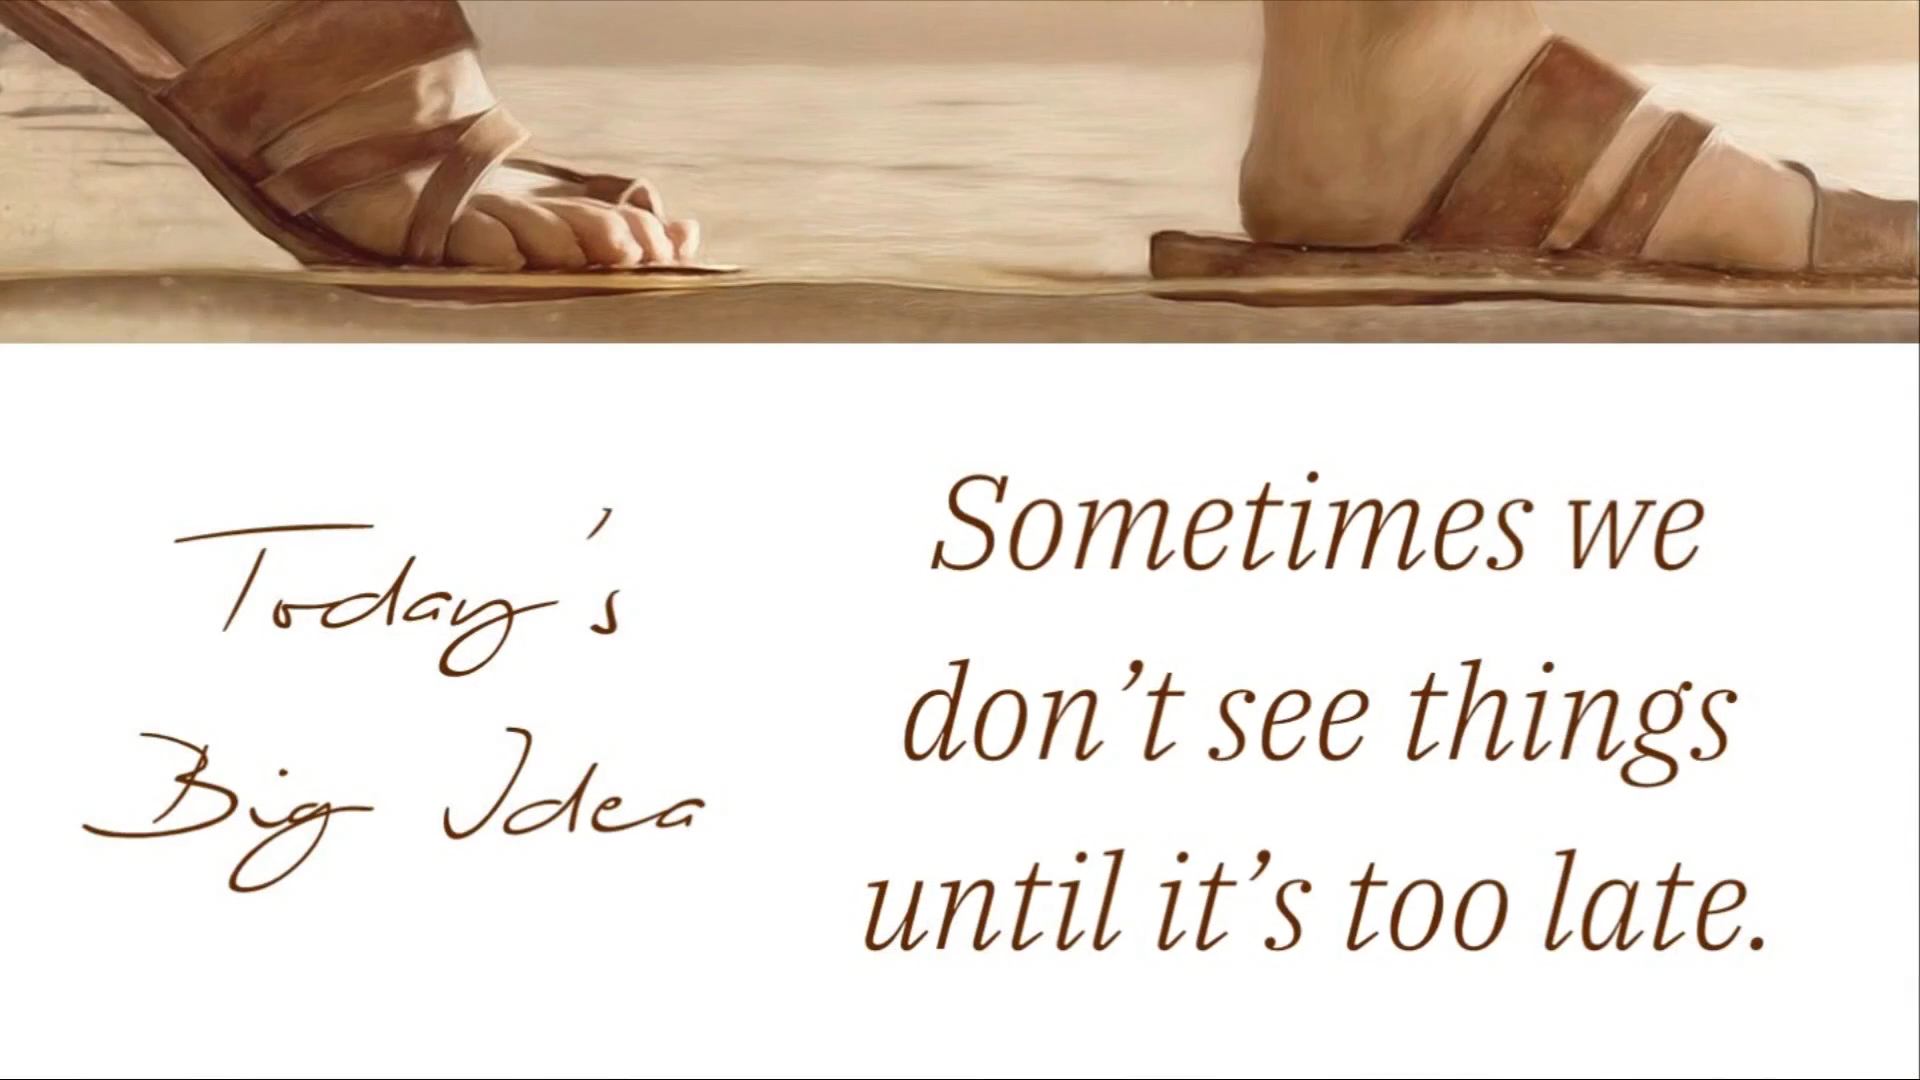 Today's
Big Idea
Sometimes we
don't see things
until it's too late.